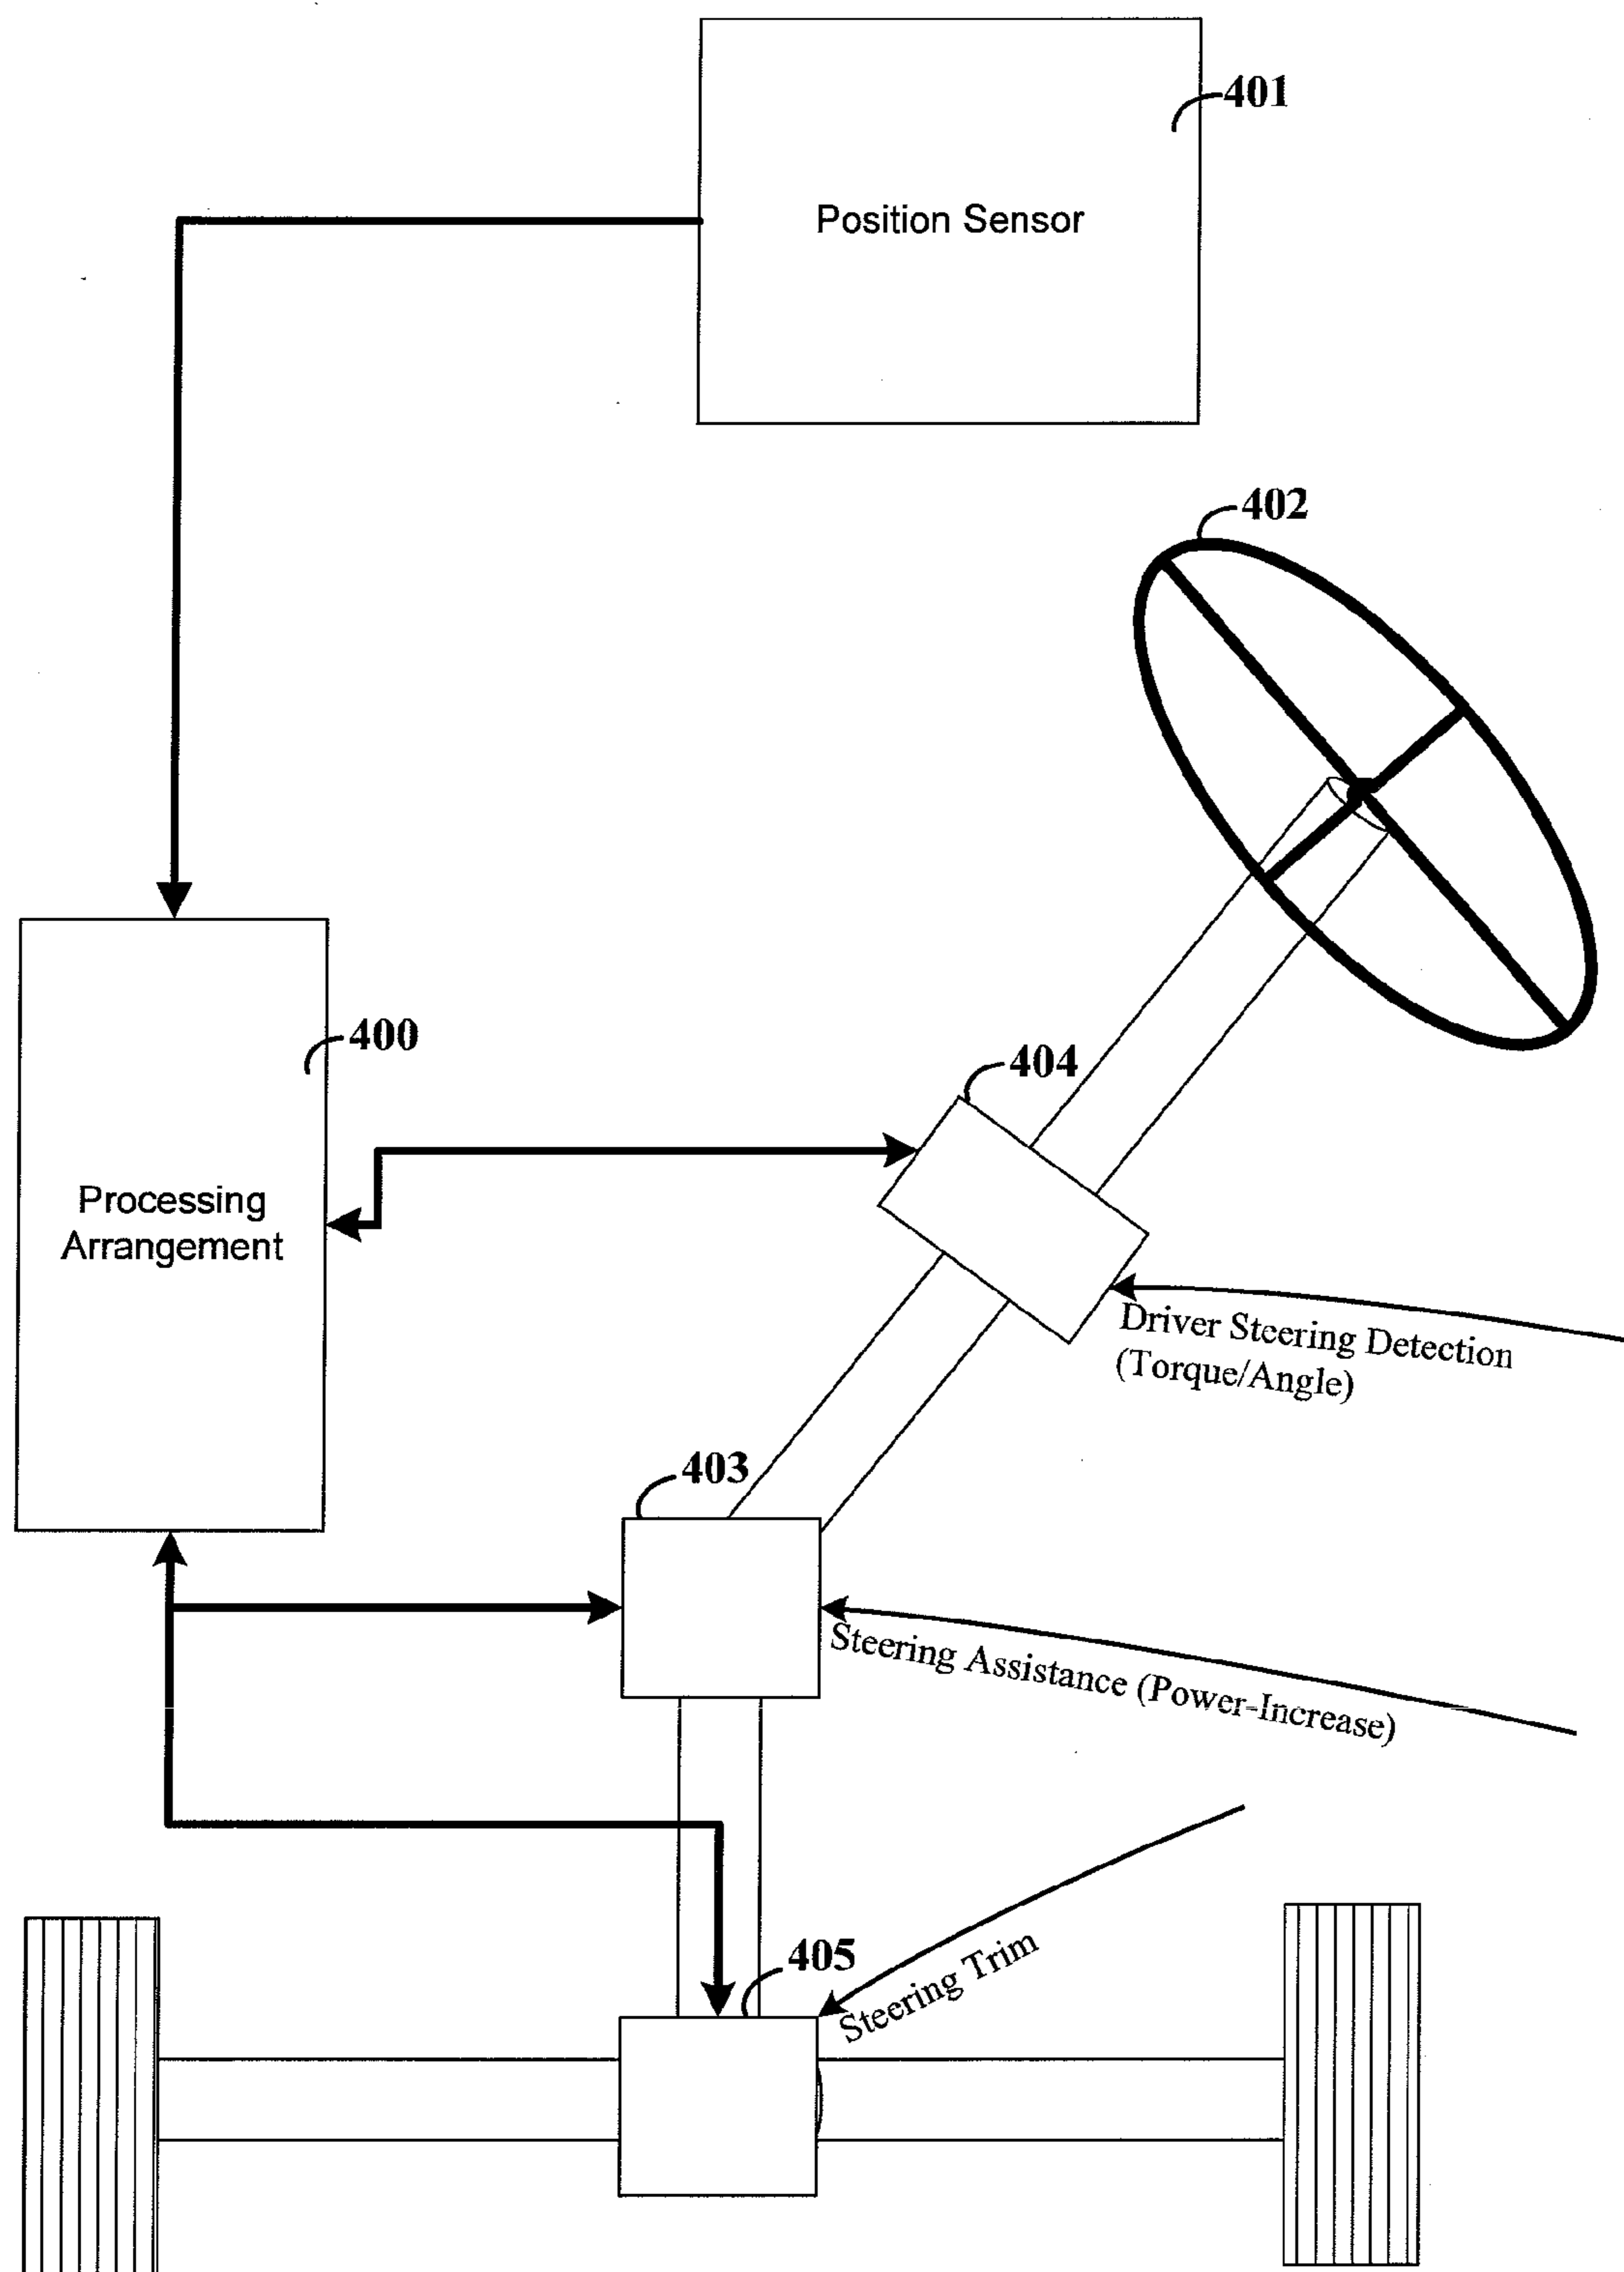 401
Position Sensor
402
400
404
Processing
Arrangement
Driver Steering Detection
(Torque/Angle)
403
Steering Assistance (Power-Increase)
405
Steering Trim